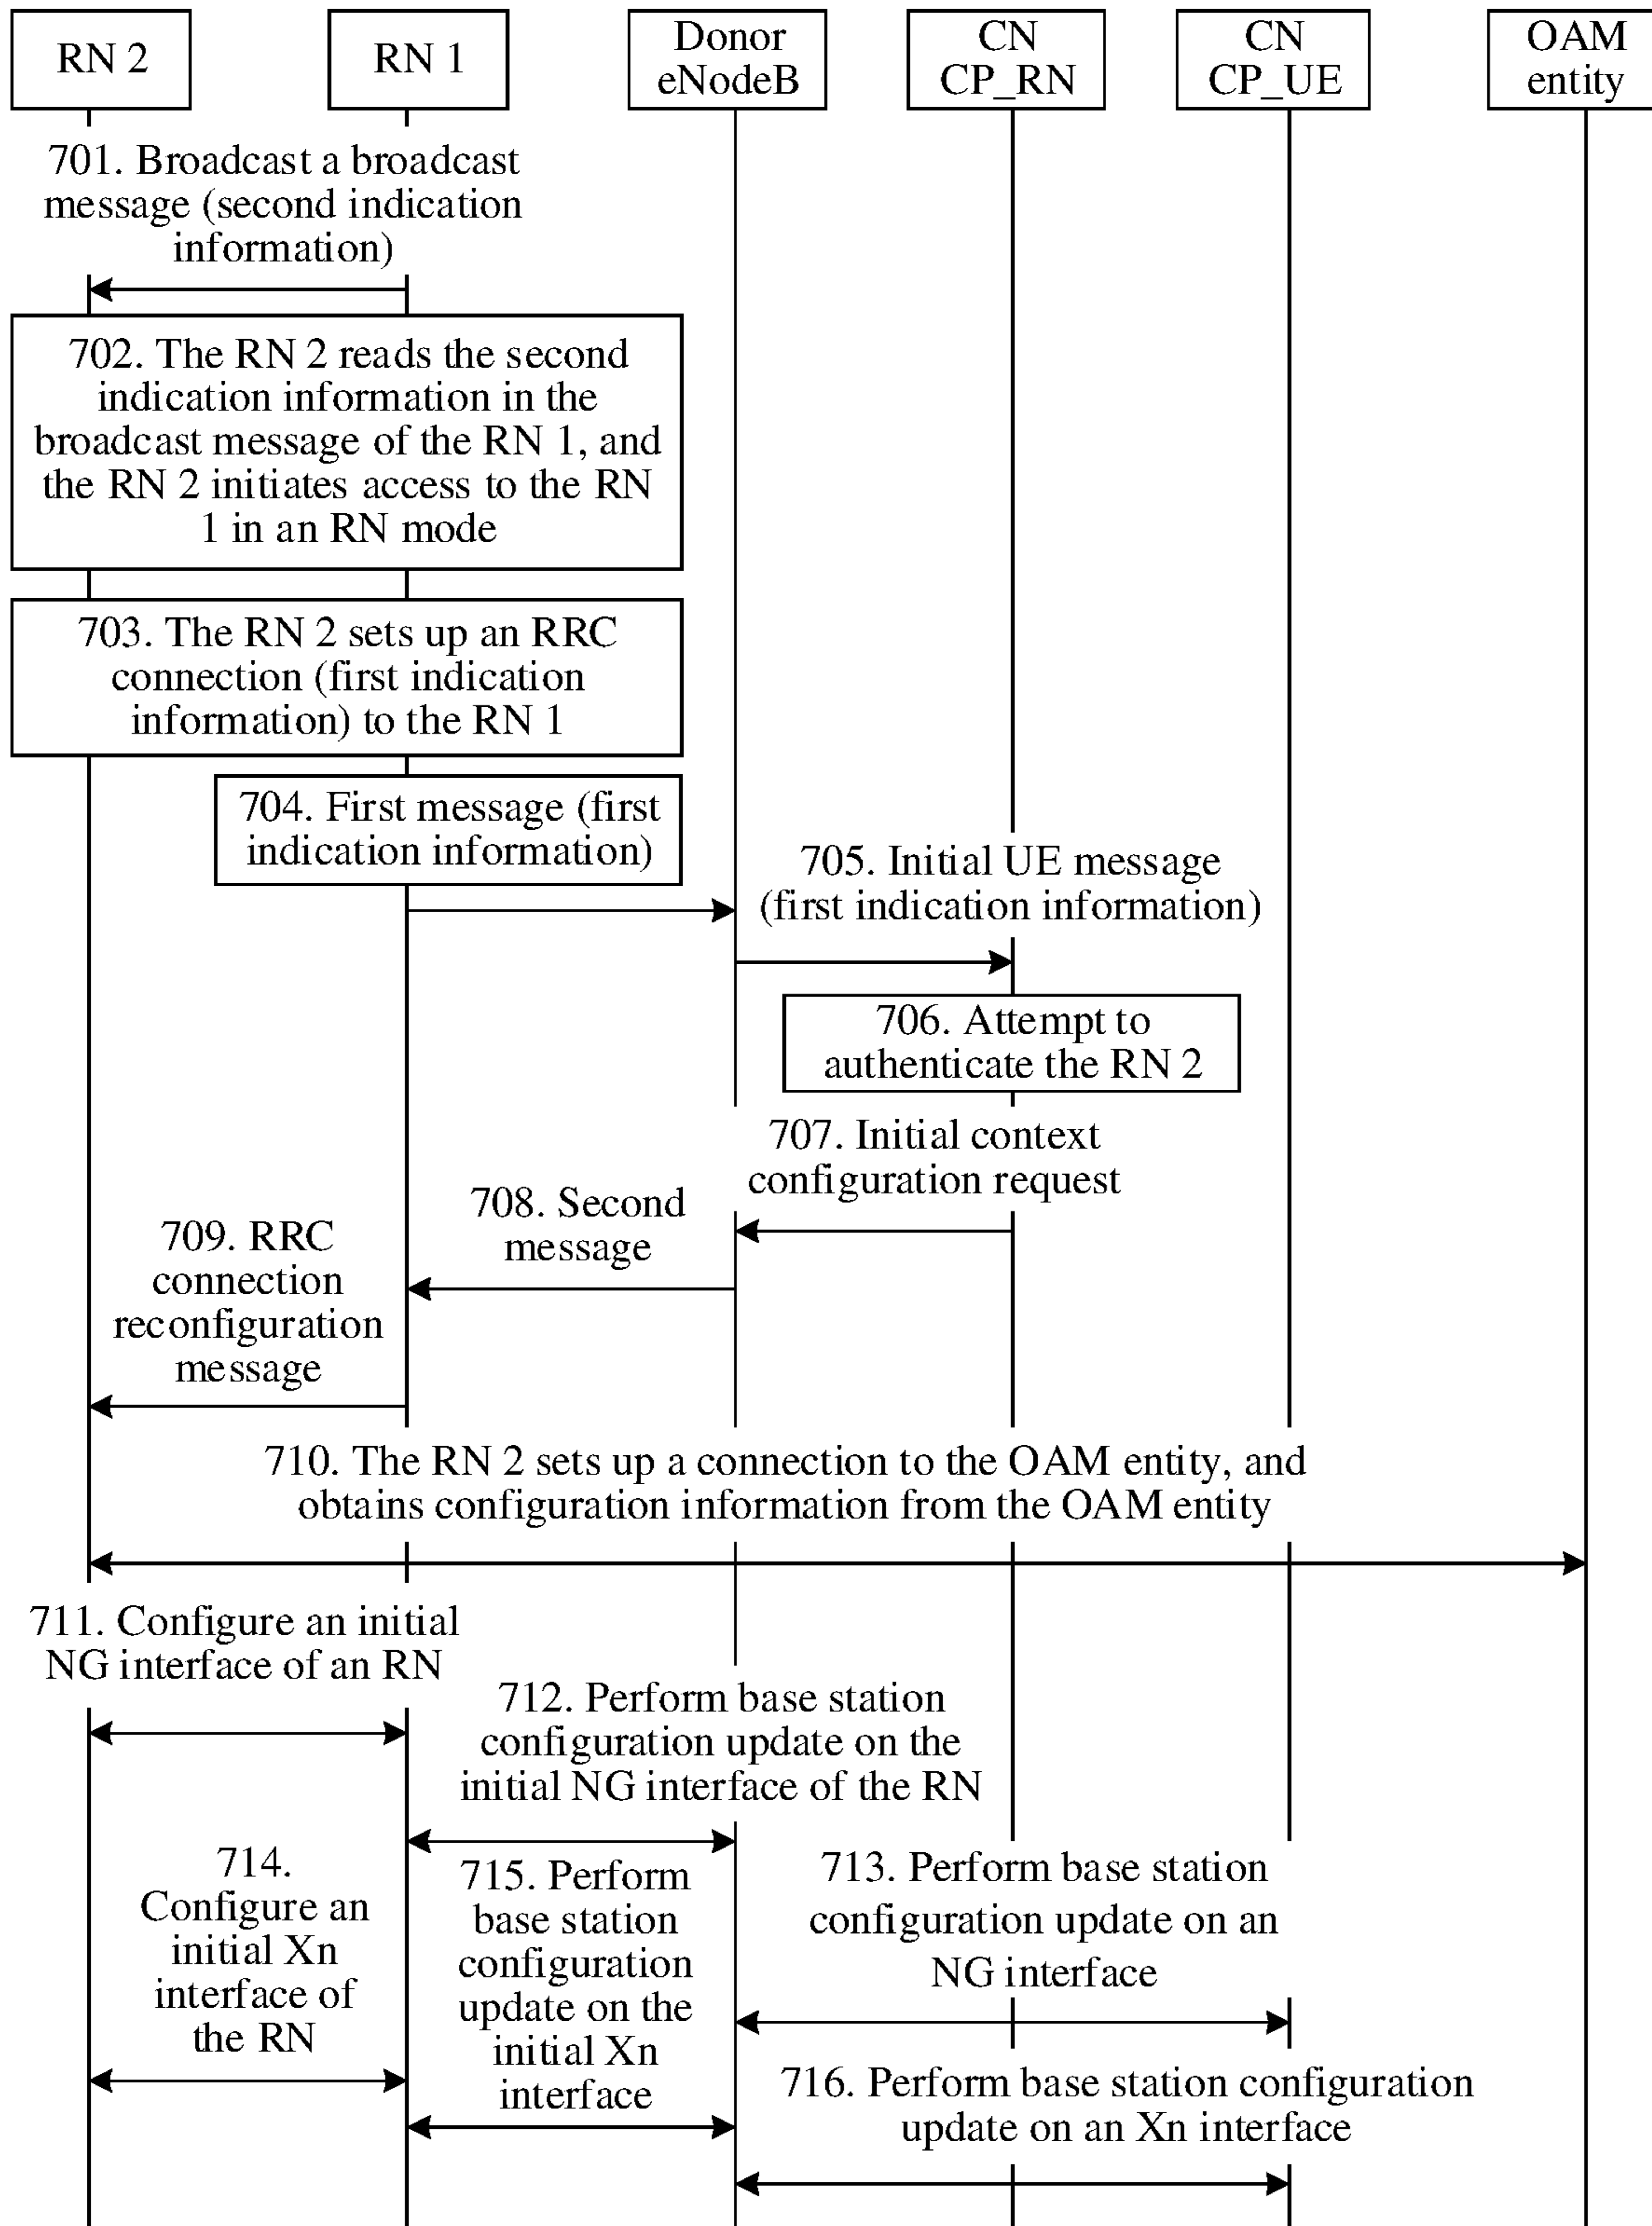 RN 2
RN 1
Donor
eNodeB
CN
CP_RN
CN
CP_UE
OAM
entity
701. Broadcast a broadcast
message (second indication
information)
702. The RN 2 reads the second
indication information in the
broadcast message of the RN 1, and
the RN 2 initiates access to the RN
1 in an RN mode
703. The RN 2 sets up an RRC
connection (first indication
information) to the RN 1
704. First message (first
indication information)
705. Initial UE message
(first indication information)
706. Attempt to
authenticate the RN 2
707. Initial context
configuration request
708. Second
message
709. RRC
connection
reconfiguration
message
710. The RN 2 sets up a connection to the OAM entity, and
obtains configuration information from the OAM entity
711. Configure an initial
NG interface of an RN
712. Perform base station
configuration update on the
initial NG interface of the RN
713. Perform base station
configuration update on an
NG interface
714.
Configure an
initial Xn
interface of
the RN
715. Perform
base station
configuration
update on the
initial Xn
interface
716. Perform base station configuration
update on an Xn interface